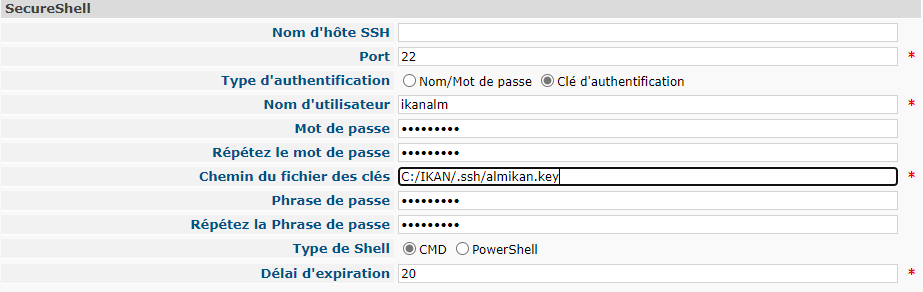 SecureShell
Nom d'hôte SSH
Port 22 *
Type d'authentification Nom/Mot de passe Clé d'authentification
Nom d'utilisateur ikanalm *
Mot de passe •••••••••
Répétez le mot de passe •••••••••
Chemin du fichier des clés C:/IKAN/.ssh/almikan.key *
Phrase de passe •••••••••
Répétez la Phrase de passe •••••••••
Type de Shell CMD PowerShell
Délai d'expiration 20 *